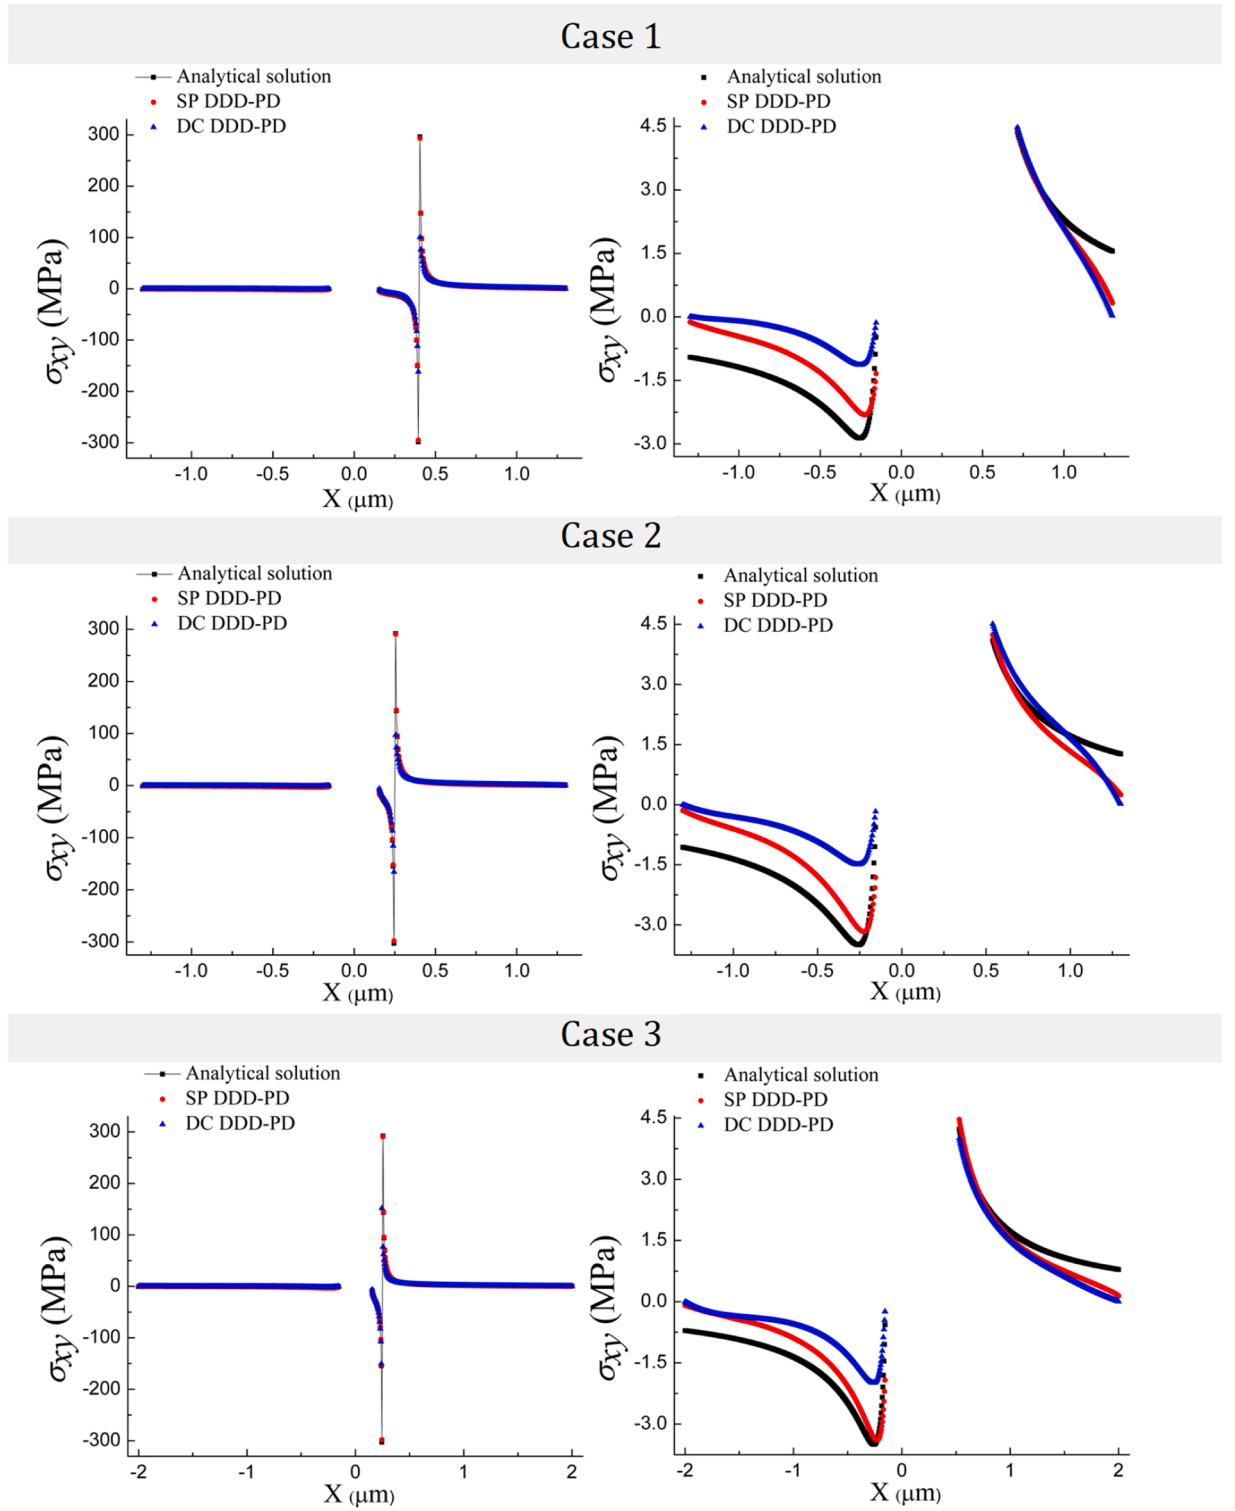 Case 1
Analytical solution
SP DDD-PD
DC DDD-PD
300
200
100
0
-100
-200
-300
σxy (MPa)
-1.0 -0.5 0.0 0.5 1.0
X (μm)
Analytical solution
SP DDD-PD
DC DDD-PD
4.5
3.0
1.5
0.0
-1.5
-3.0
σxy (MPa)
-1.0 -0.5 0.0 0.5 1.0
X (μm)
Case 2
Analytical solution
SP DDD-PD
DC DDD-PD
300
200
100
0
-100
-200
-300
σxy (MPa)
-1.0 -0.5 0.0 0.5 1.0
X (μm)
Analytical solution
SP DDD-PD
DC DDD-PD
4.5
3.0
1.5
0.0
-1.5
-3.0
σxy (MPa)
-1.0 -0.5 0.0 0.5 1.0
X (μm)
Case 3
Analytical solution
SP DDD-PD
DC DDD-PD
300
200
100
0
-100
-200
-300
σxy (MPa)
-2 -1 0 1 2
X (μm)
Analytical solution
SP DDD-PD
DC DDD-PD
4.5
3.0
1.5
0.0
-1.5
-3.0
σxy (MPa)
-2 -1 0 1 2
X (μm)